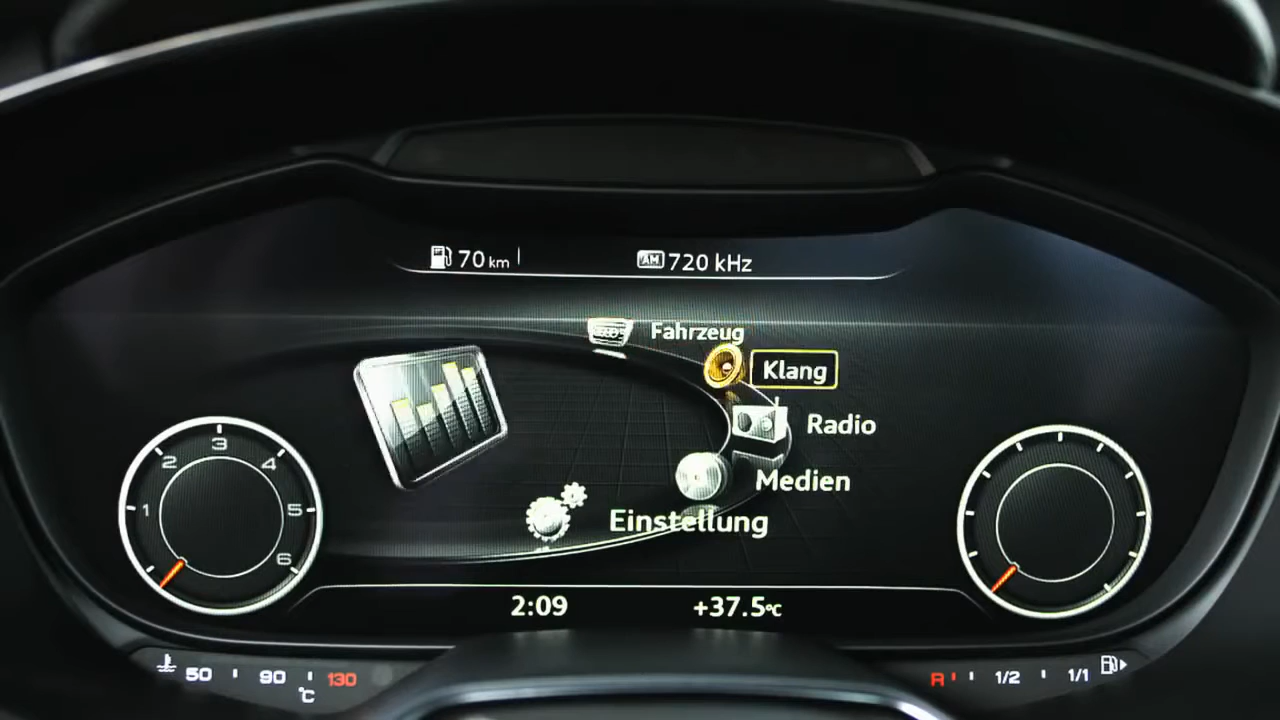 70 km
AM 720 kHz
Fahrzeug
Klang
Radio
Medien
Einstellung
1 2 3 4 5 6
2:09 +37.5°C
50 90 130
°C
R 1/2 1/1